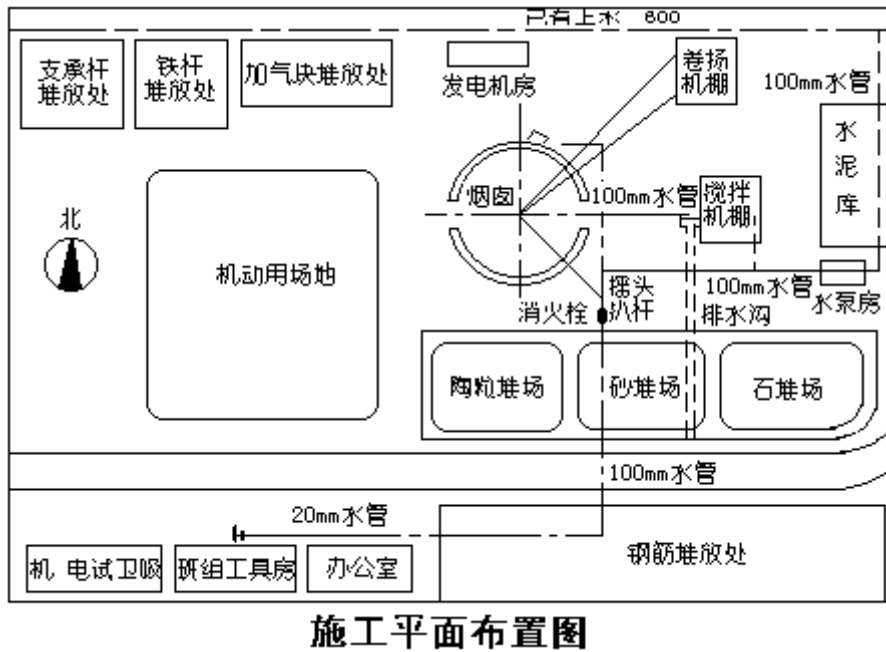 已有上水 600
支承杆
堆放处
铁杆
堆放处
加气块堆放处
发电机房
卷扬
机棚
100mm水管
水
泥
库
烟囱
100mm水管
搅拌
机棚
北
机动用场地
消火栓
摇头
扒杆
100mm水管
排水沟
水泵房
陶粒堆场
砂堆场
石堆场
100mm水管
20mm水管
机, 电试卫
班组工具房
办公室
钢筋堆放处
施工平面布置图